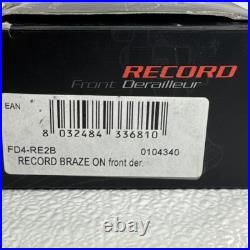 RECORD
Front Derailleur
EAN
8 032484 336810
FD4-RE2B 0104340
RECORD BRAZE ON front der.